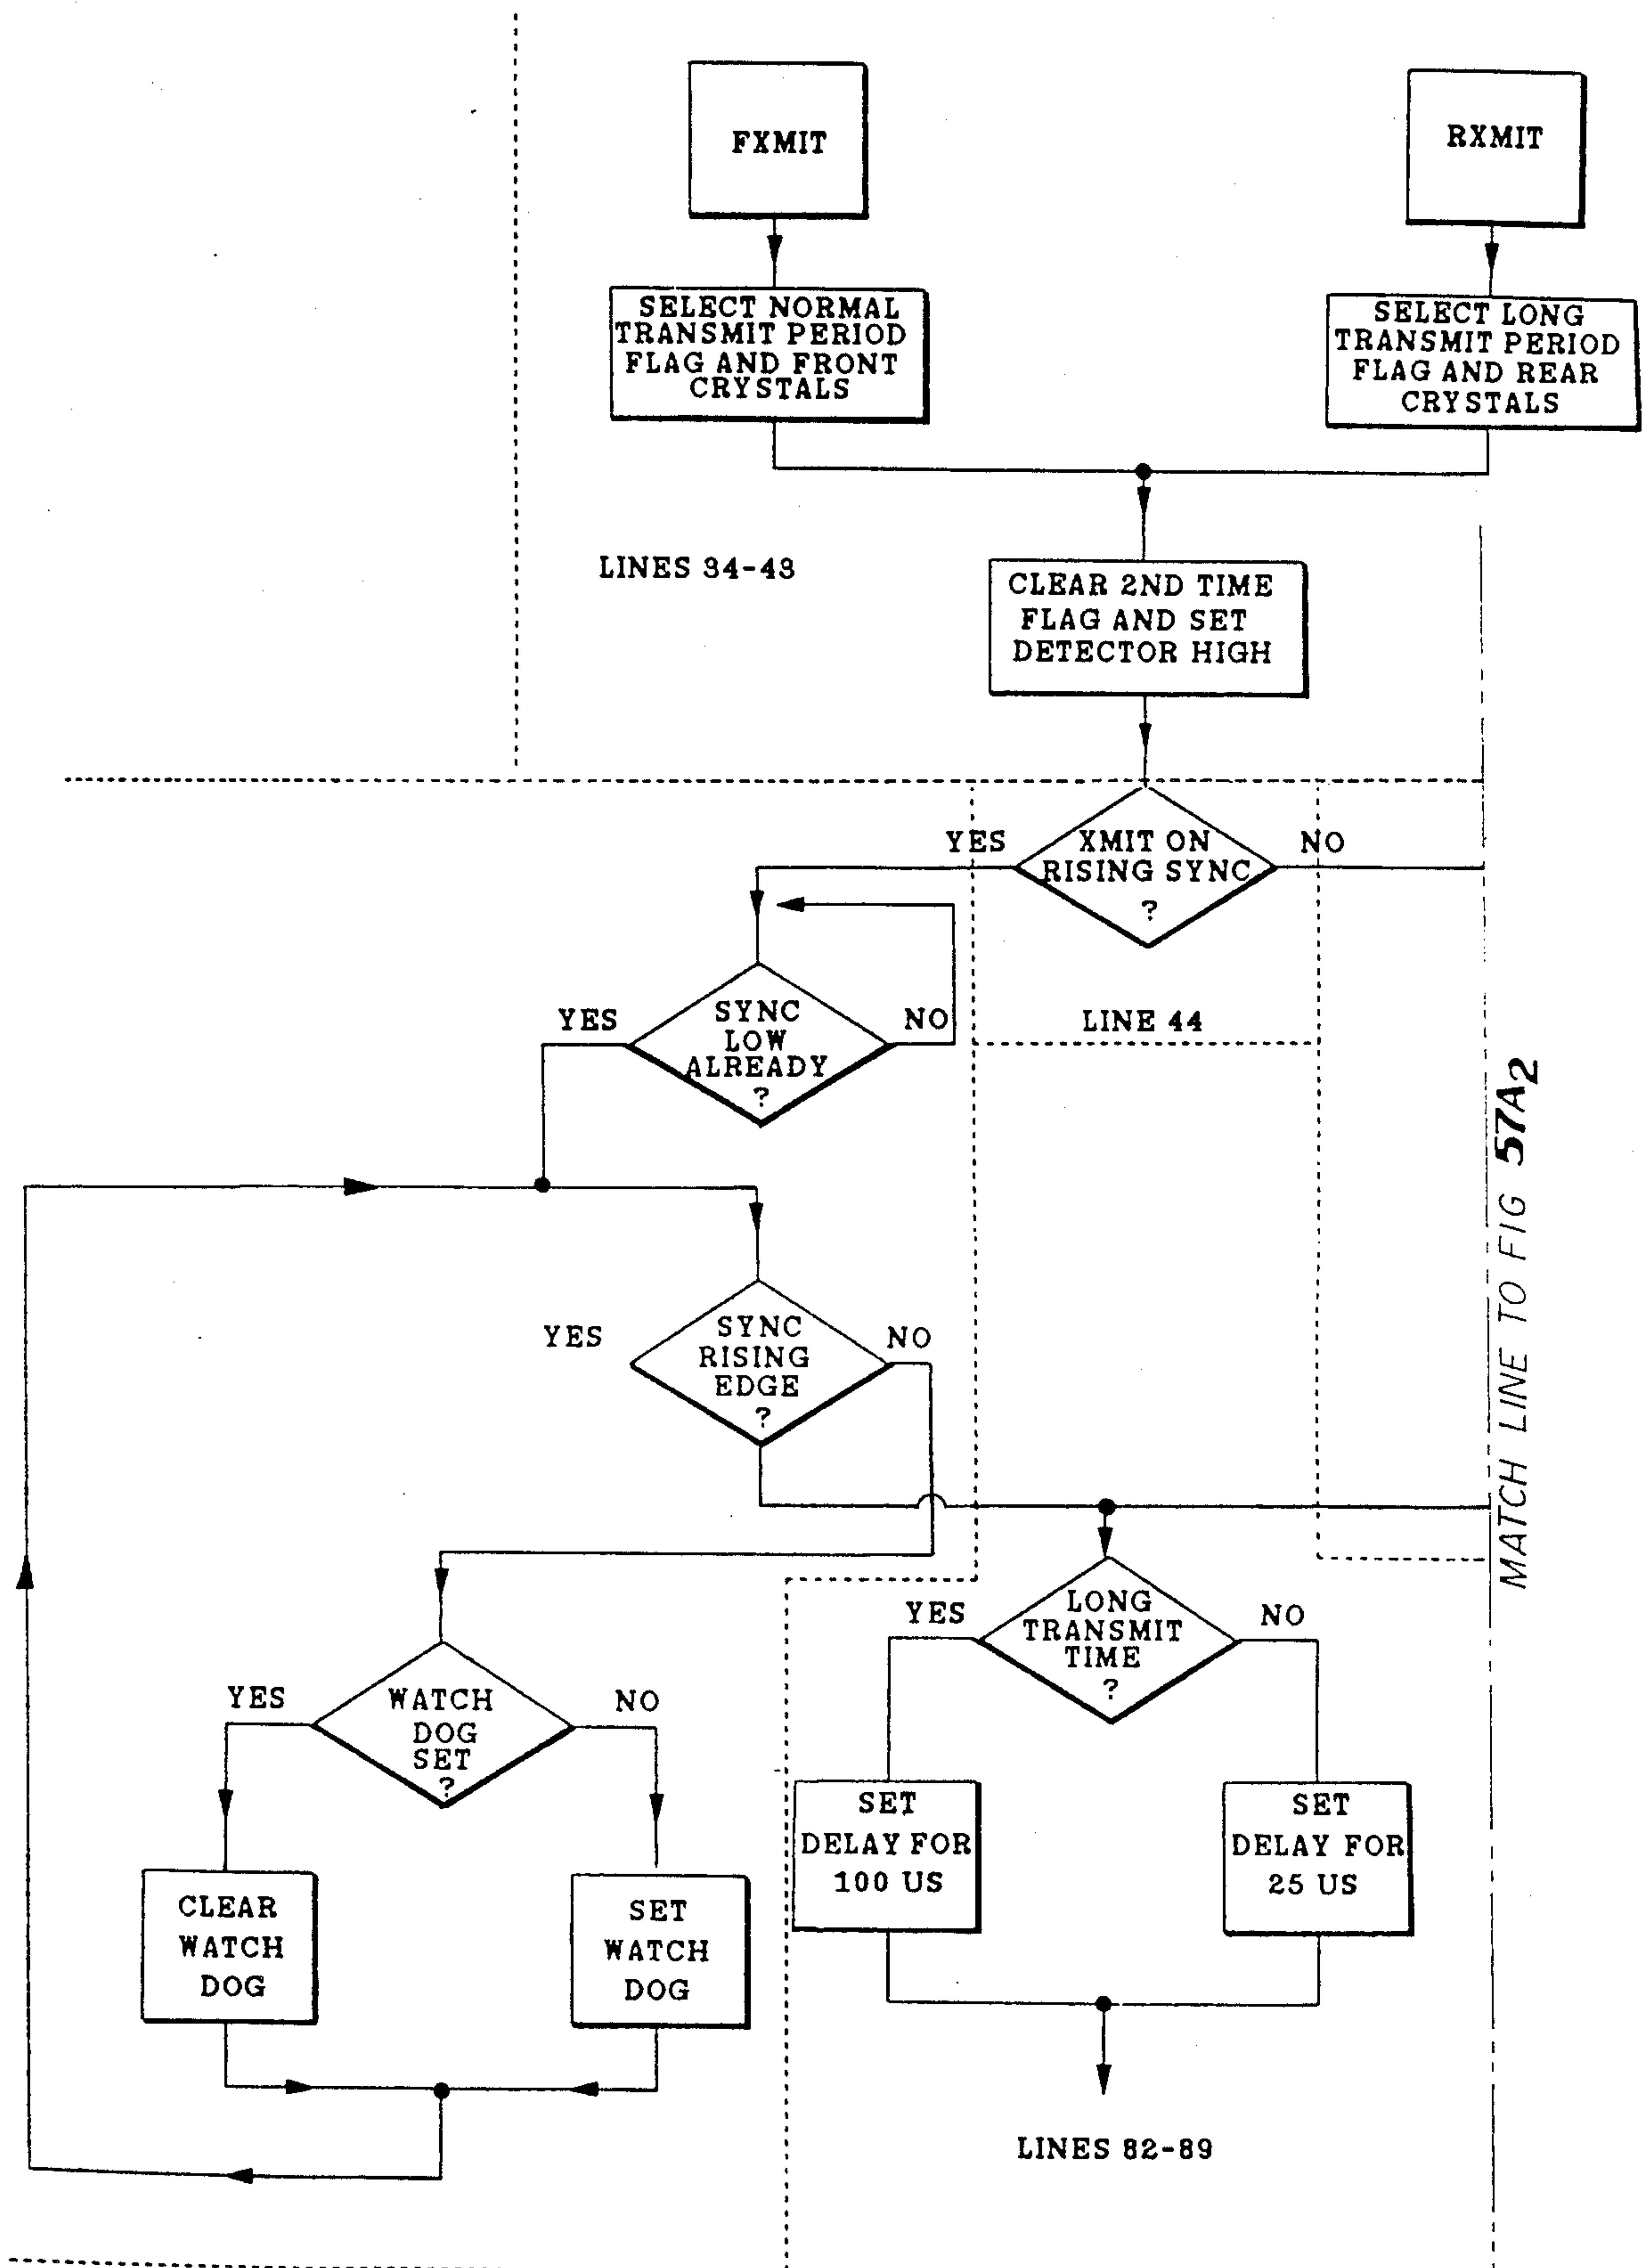 FXMIT
RXMIT
SELECT NORMAL
TRANSMIT PERIOD
FLAG AND FRONT
CRYSTALS
SELECT LONG
TRANSMIT PERIOD
FLAG AND REAR
CRYSTALS
LINES 34-43
CLEAR 2ND TIME
FLAG AND SET
DETECTOR HIGH
YES
XMIT ON
RISING SYNC
?
NO
YES
SYNC
LOW
ALREADY
?
NO
LINE 44
MATCH LINE TO FIG 57A2
YES
SYNC
RISING
EDGE
?
NO
YES
LONG
TRANSMIT
TIME
?
NO
YES
WATCH
DOG
SET
?
NO
SET
DELAY FOR
100 US
SET
DELAY FOR
25 US
CLEAR
WATCH
DOG
SET
WATCH
DOG
LINES 82-89